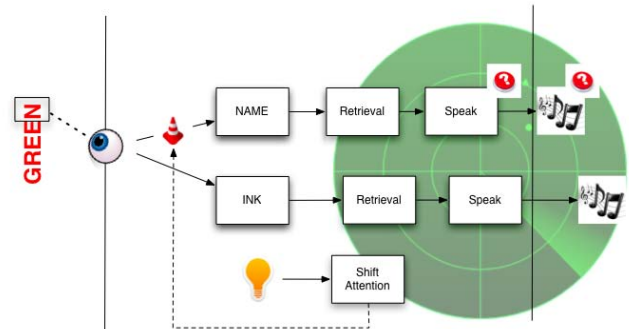 GREEN
NAME
Retrieval
Speak
?
?
INK
Retrieval
Speak
Shift
Attention